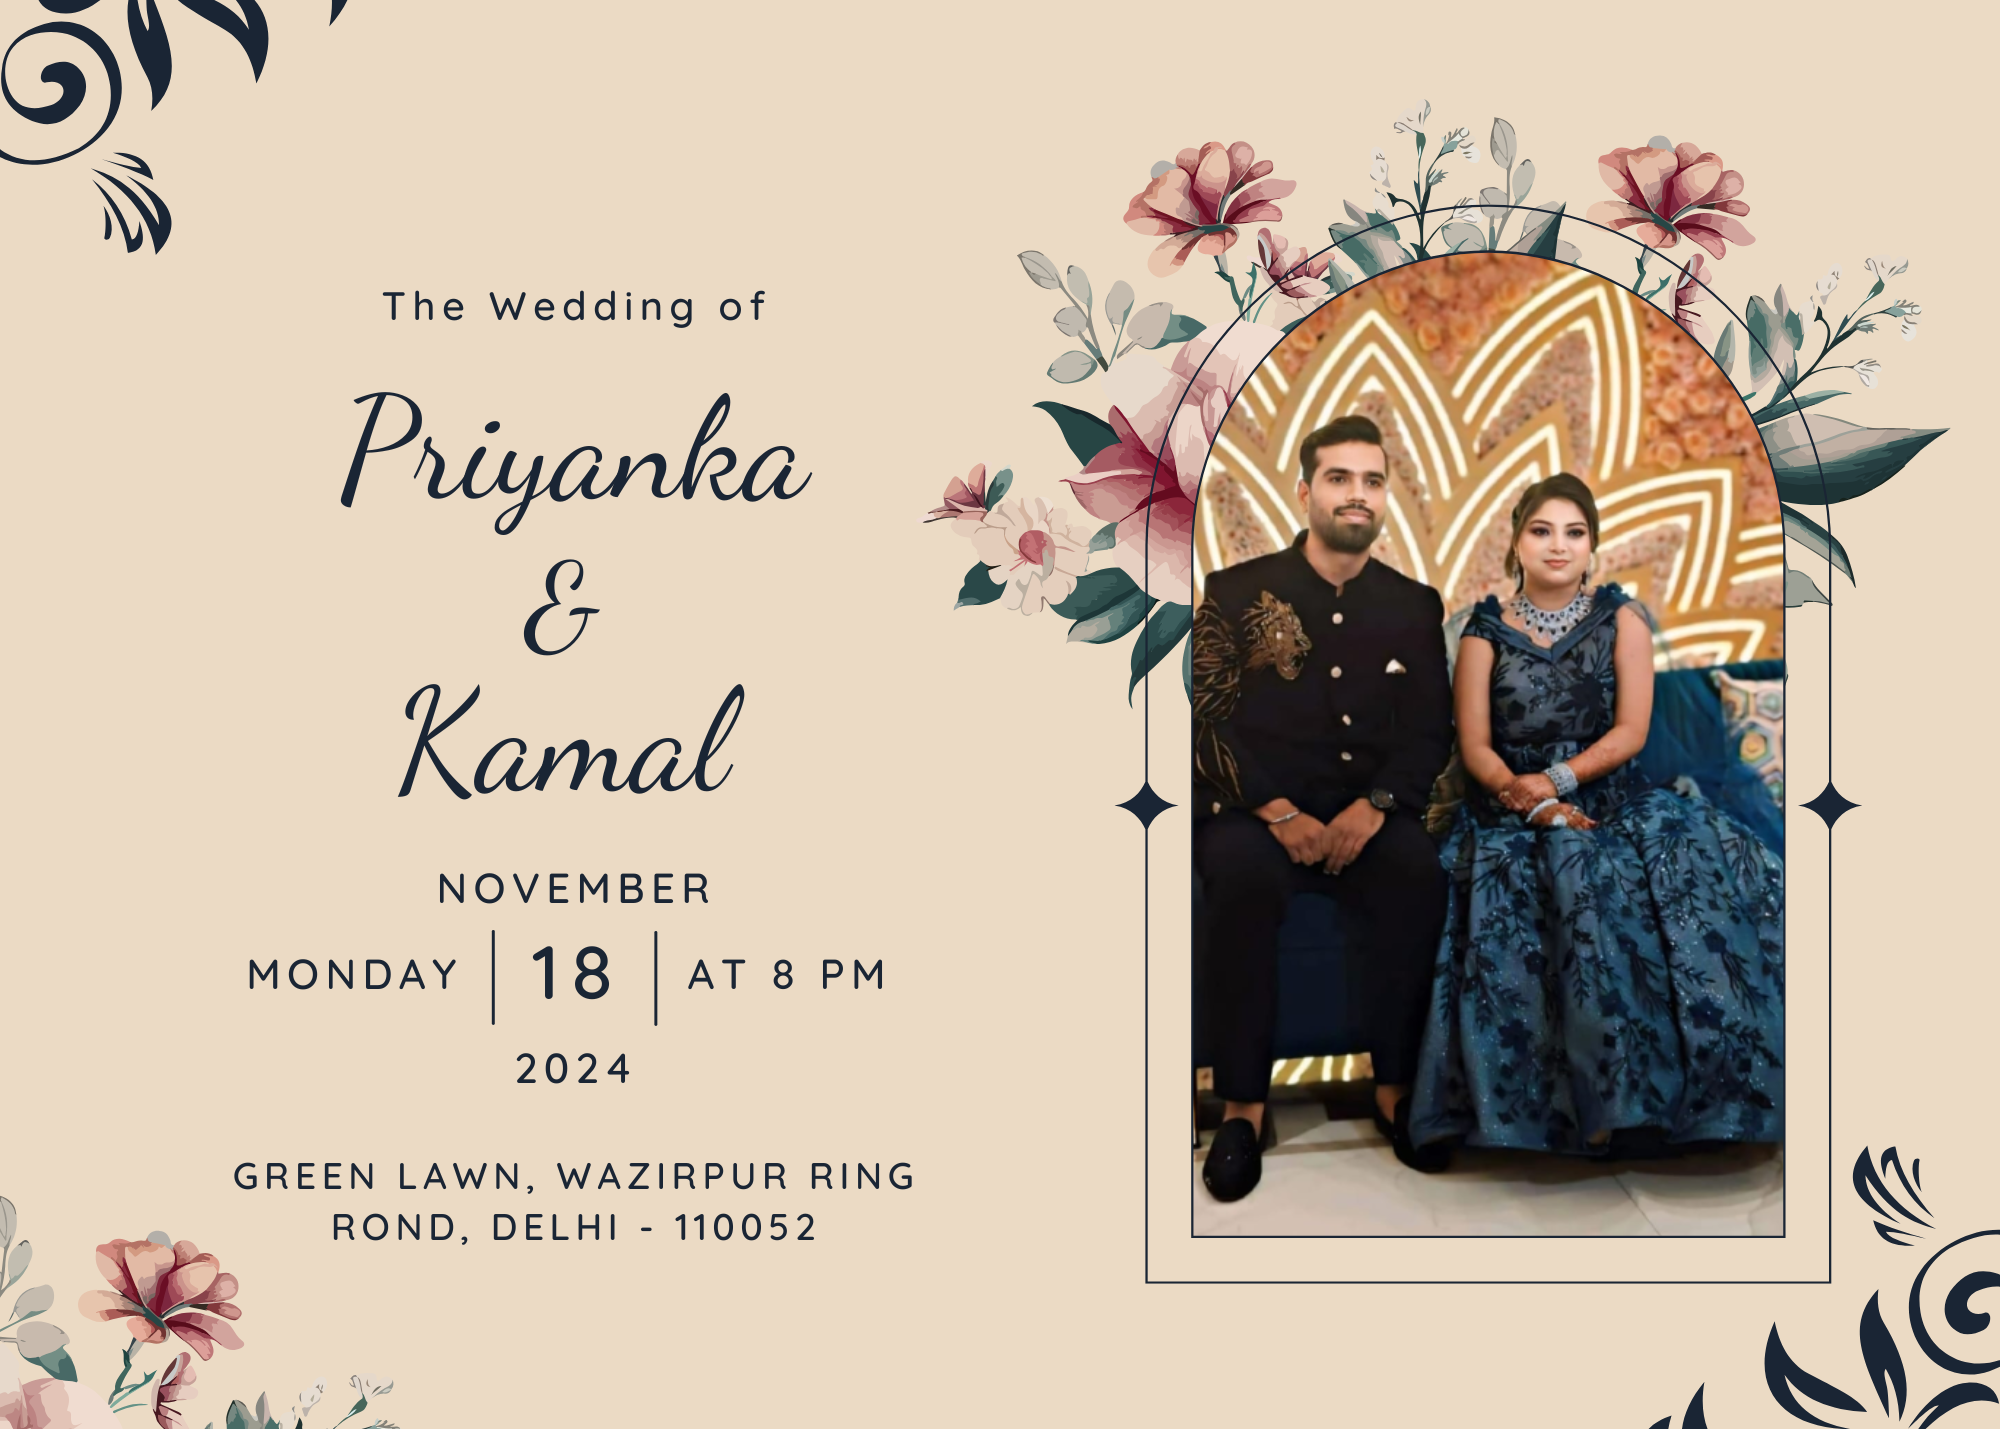 The Wedding of
Priyanka
&
Kamal
NOVEMBER
MONDAY 18 AT 8 PM
2024
GREEN LAWN, WAZIRPUR RING
ROND, DELHI - 110052